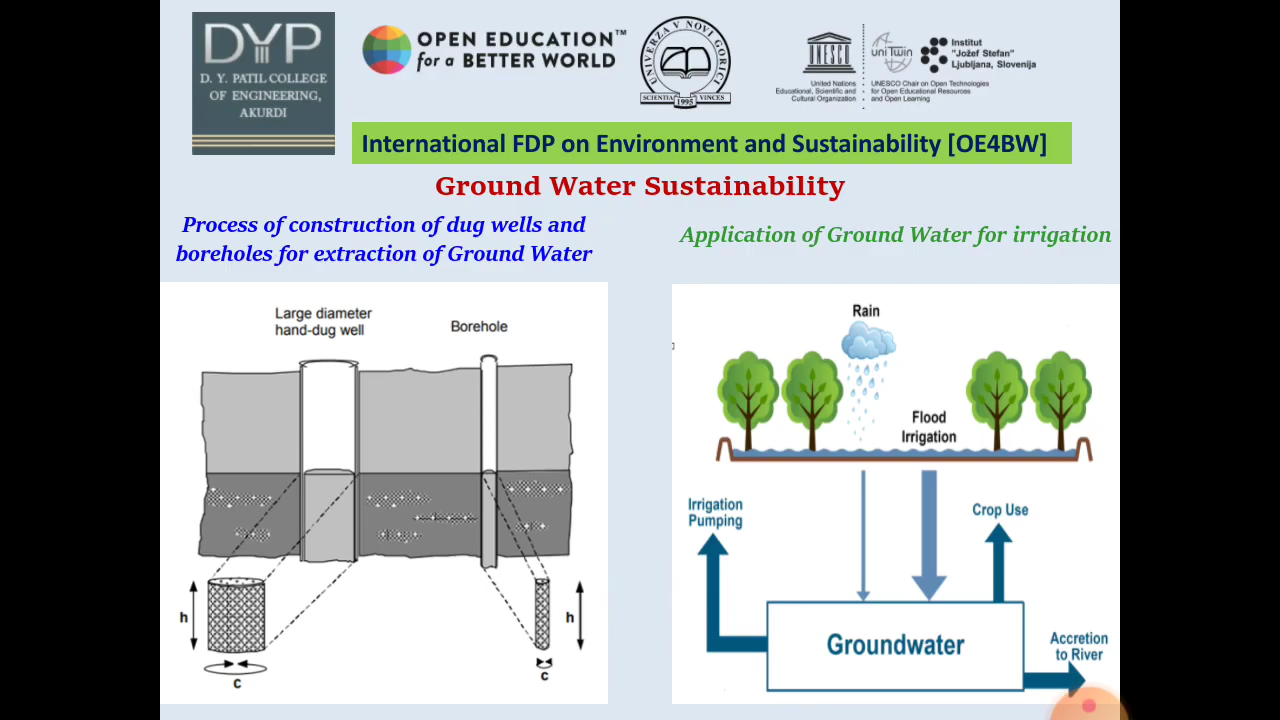 DYP
D. Y. PATIL COLLEGE
OF ENGINEERING,
AKURDI
OPEN EDUCATION™
for a BETTER WORLD
UNIVERZA V NOVI GORICI
SCIENTIA VINCES
1995
UNESCO
United Nations
Educational, Scientific and
Cultural Organization
uniTwin
Institut
"Jožef Stefan"
Ljubljana, Slovenija
UNESCO Chair on Open Technologies
for Open Educational Resources
and Open Learning
International FDP on Environment and Sustainability [OE4BW]
Ground Water Sustainability
Process of construction of dug wells and
boreholes for extraction of Ground Water
Application of Ground Water for irrigation
Large diameter
hand-dug well
Borehole
h
c
h
c
Rain
Flood
Irrigation
Irrigation
Pumping
Crop Use
Groundwater
Accretion
to River